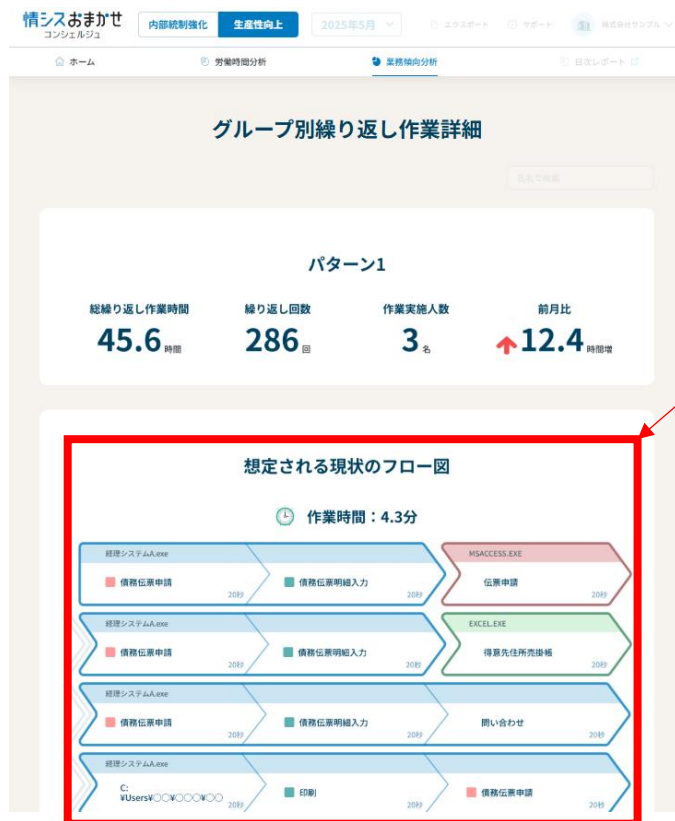 情シスおまかせ
コンシェルジュ
内部統制強化 生産性向上 2025年5月 エクスポート サポート 株式会社サンプル
ホーム 労働時間分析 業務傾向分析 日次レポート
グループ別繰り返し作業詳細
パターン1
総繰り返し作業時間 繰り返し回数 作業実施人数 前月比
45.6 時間 286 回 3 名 12.4 時間増
想定される現状のフロー図
作業時間：4.3分
経理システムA.exe MSACCESS.EXE
債務伝票申請 債務伝票明細入力 伝票申請
20秒 20秒 20秒
経理システムA.exe EXCEL.EXE
債務伝票申請 債務伝票明細入力 得意先住所売掛帳
20秒 20秒 20秒
経理システムA.exe
債務伝票申請 債務伝票明細入力 問い合わせ
20秒 20秒 20秒
経理システムA.exe
C:
¥Users¥〇〇¥〇〇〇¥〇〇 印刷 債務伝票申請
20秒 20秒 20秒